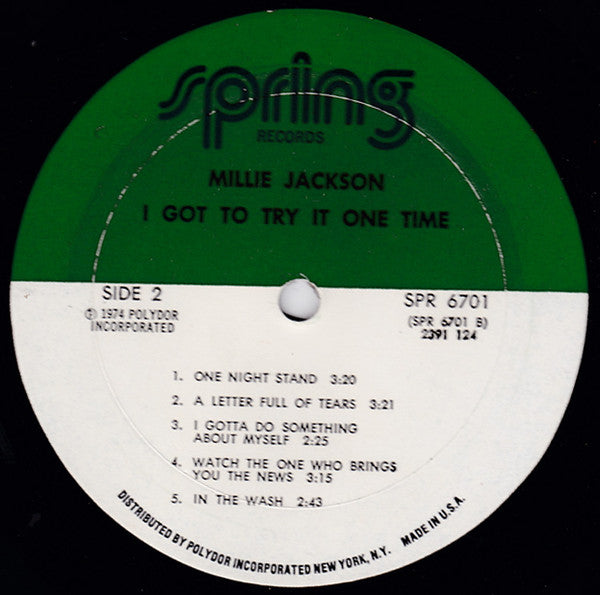 spring
RECORDS
MILLIE JACKSON
I GOT TO TRY IT ONE TIME
SIDE 2
SPR 6701
℗ 1974 POLYDOR
INCORPORATED
(SPR 6701 B)
2391 124
1. ONE NIGHT STAND 3:20
2. A LETTER FULL OF TEARS 3:21
3. I GOTTA DO SOMETHING
ABOUT MYSELF 2:25
4. WATCH THE ONE WHO BRINGS
YOU THE NEWS 3:15
5. IN THE WASH 2:43
DISTRIBUTED BY POLYDOR INCORPORATED NEW YORK, N.Y. MADE IN U.S.A.